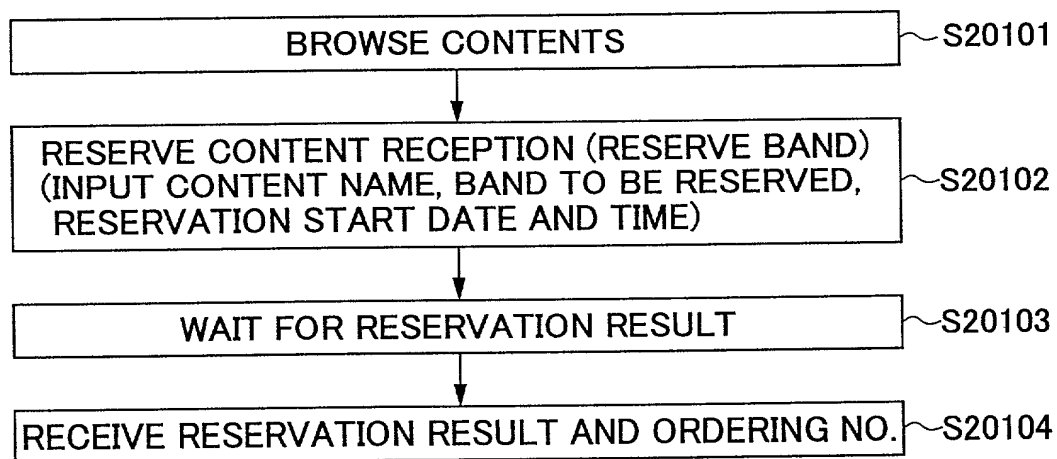 BROWSE CONTENTS
S20101
RESERVE CONTENT RECEPTION (RESERVE BAND)
(INPUT CONTENT NAME, BAND TO BE RESERVED,
RESERVATION START DATE AND TIME)
S20102
WAIT FOR RESERVATION RESULT
S20103
RECEIVE RESERVATION RESULT AND ORDERING NO.
S20104